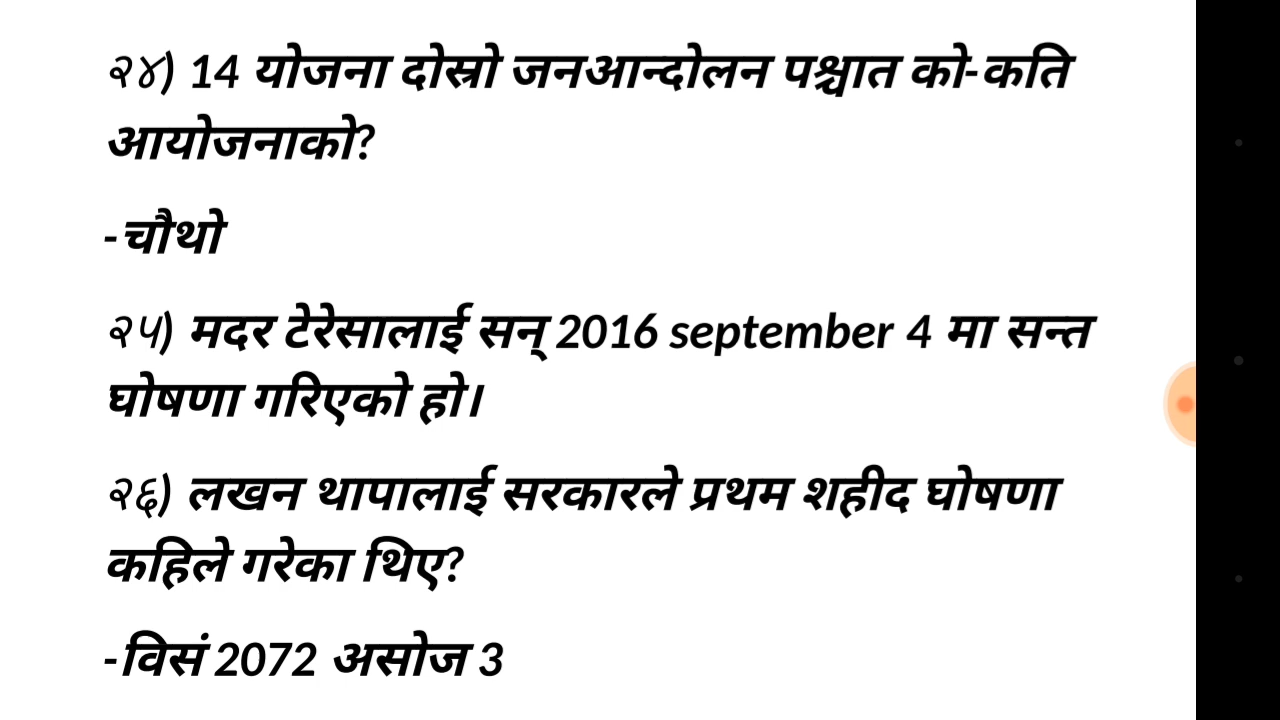 २४) 14 योजना दोस्रो जनआन्दोलन पश्चात को-कति
आयोजनाको?
-चौथो
२५) मदर टेरेसालाई सन् 2016 september 4 मा सन्त
घोषणा गरिएको हो।
२६) लखन थापालाई सरकारले प्रथम शहीद घोषणा
कहिले गरेका थिए?
-विसं 2072 असोज 3